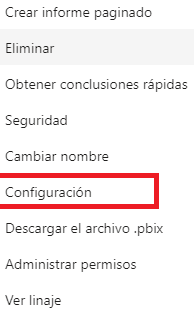 Crear informe paginado
Eliminar
Obtener conclusiones rápidas
Seguridad
Cambiar nombre
Configuración
Descargar el archivo .pbix
Administrar permisos
Ver linaje